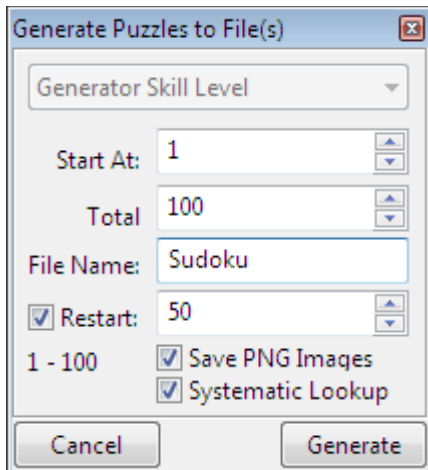 Generate Puzzles to File(s)
Generator Skill Level
Start At: 1
Total 100
File Name: Sudoku
Restart: 50
1 - 100 Save PNG Images
Systematic Lookup
Cancel Generate